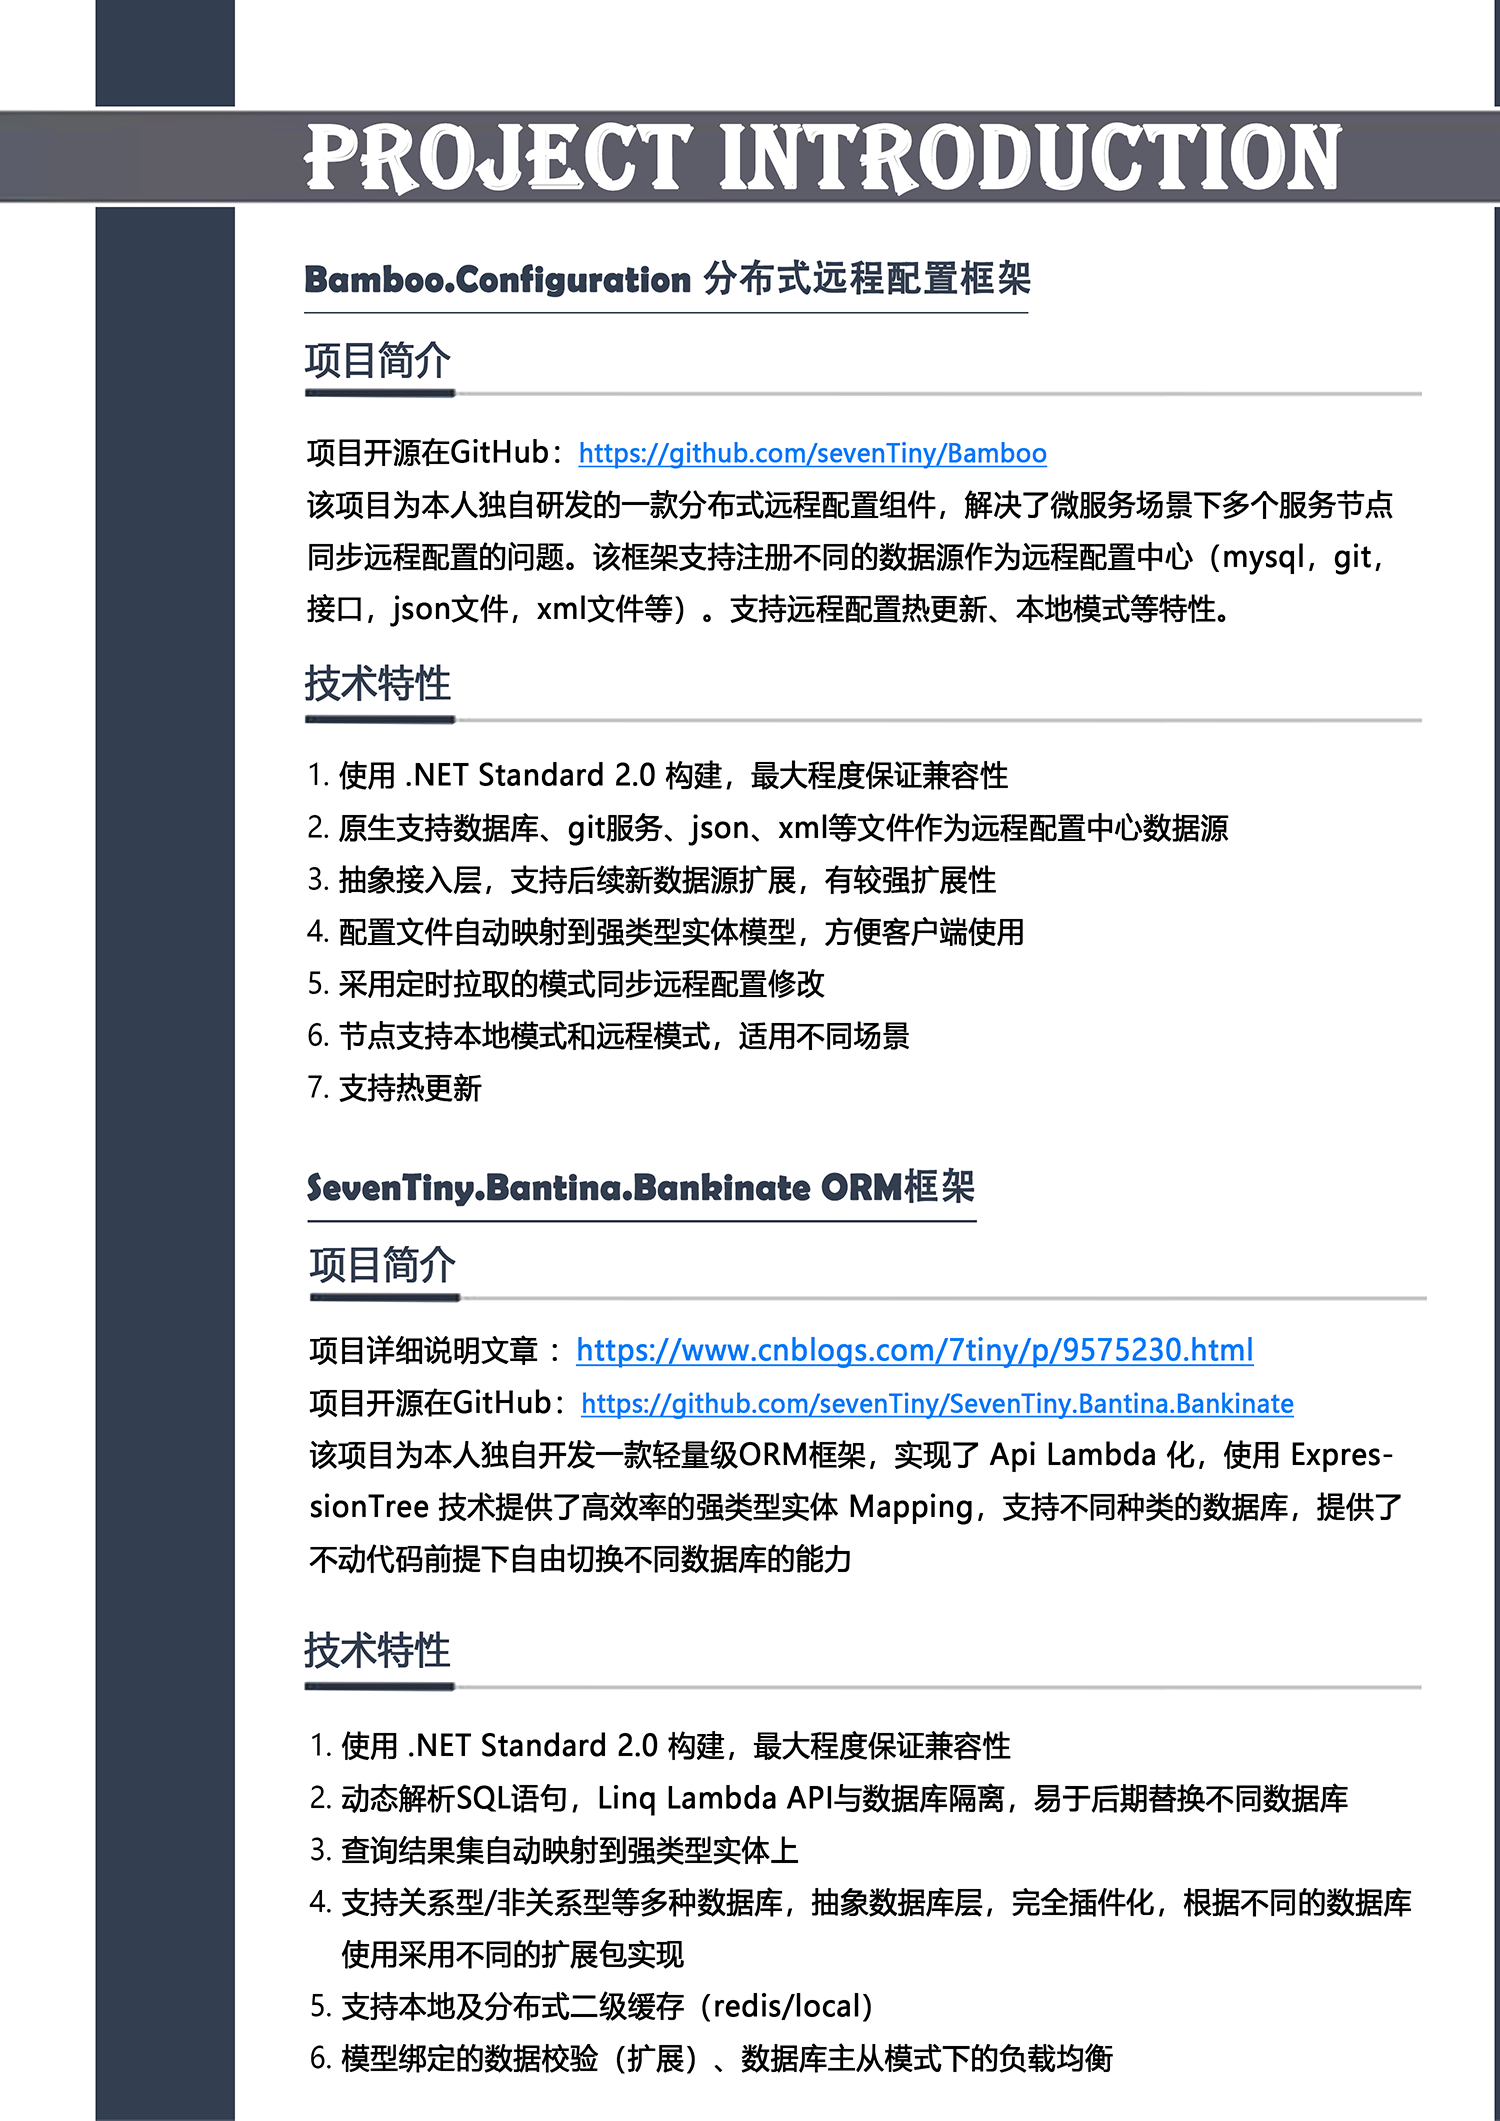 PROJECT INTRODUCTION
Bamboo.Configuration 分布式远程配置框架
项目简介
项目开源在GitHub：https://github.com/sevenTiny/Bamboo
该项目为本人独自研发的一款分布式远程配置组件，解决了微服务场景下多个服务节点
同步远程配置的问题。该框架支持注册不同的数据源作为远程配置中心（mysql，git，
接口，json文件，xml文件等）。支持远程配置热更新、本地模式等特性。
技术特性
1. 使用 .NET Standard 2.0 构建，最大程度保证兼容性
2. 原生支持数据库、git服务、json、xml等文件作为远程配置中心数据源
3. 抽象接入层，支持后续新数据源扩展，有较强扩展性
4. 配置文件自动映射到强类型实体模型，方便客户端使用
5. 采用定时拉取的模式同步远程配置修改
6. 节点支持本地模式和远程模式，适用不同场景
7. 支持热更新
SevenTiny.Bantina.Bankinate ORM框架
项目简介
项目详细说明文章 ：https://www.cnblogs.com/7tiny/p/9575230.html
项目开源在GitHub：https://github.com/sevenTiny/SevenTiny.Bantina.Bankinate
该项目为本人独自开发一款轻量级ORM框架，实现了 Api Lambda 化，使用 Expres-
sionTree 技术提供了高效率的强类型实体 Mapping，支持不同种类的数据库，提供了
不动代码前提下自由切换不同数据库的能力
技术特性
1. 使用 .NET Standard 2.0 构建，最大程度保证兼容性
2. 动态解析SQL语句，Linq Lambda API与数据库隔离，易于后期替换不同数据库
3. 查询结果集自动映射到强类型实体上
4. 支持关系型/非关系型等多种数据库，抽象数据库层，完全插件化，根据不同的数据库
使用采用不同的扩展包实现
5. 支持本地及分布式二级缓存（redis/local）
6. 模型绑定的数据校验（扩展）、数据库主从模式下的负载均衡